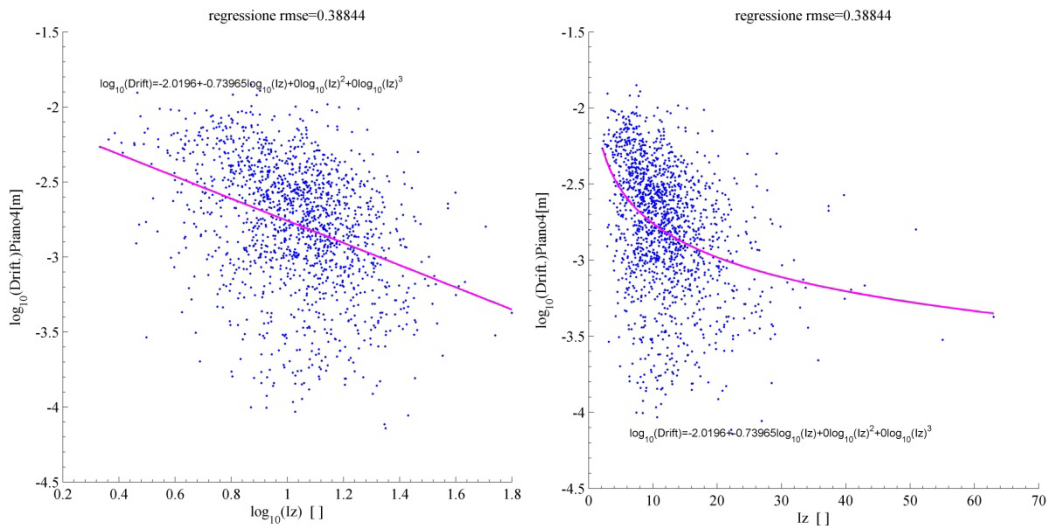 regressione rmse=0.38844
-1.5
log10(Drift)=-2.0196+-0.73965log10(Iz)+0log10(Iz)^2+0log10(Iz)^3
-2
-2.5
-3
-3.5
-4
-4.5
log10(Drift.)Piano4[m]
0.2 0.4 0.6 0.8 1 1.2 1.4 1.6 1.8
log10(Iz) [ ]
regressione rmse=0.38844
-1.5
-2
-2.5
-3
-3.5
-4
log10(Drift)=-2.0196+-0.73965log10(Iz)+0log10(Iz)^2+0log10(Iz)^3
-4.5
log10(Drift.)Piano4[m]
0 10 20 30 40 50 60 70
Iz [ ]